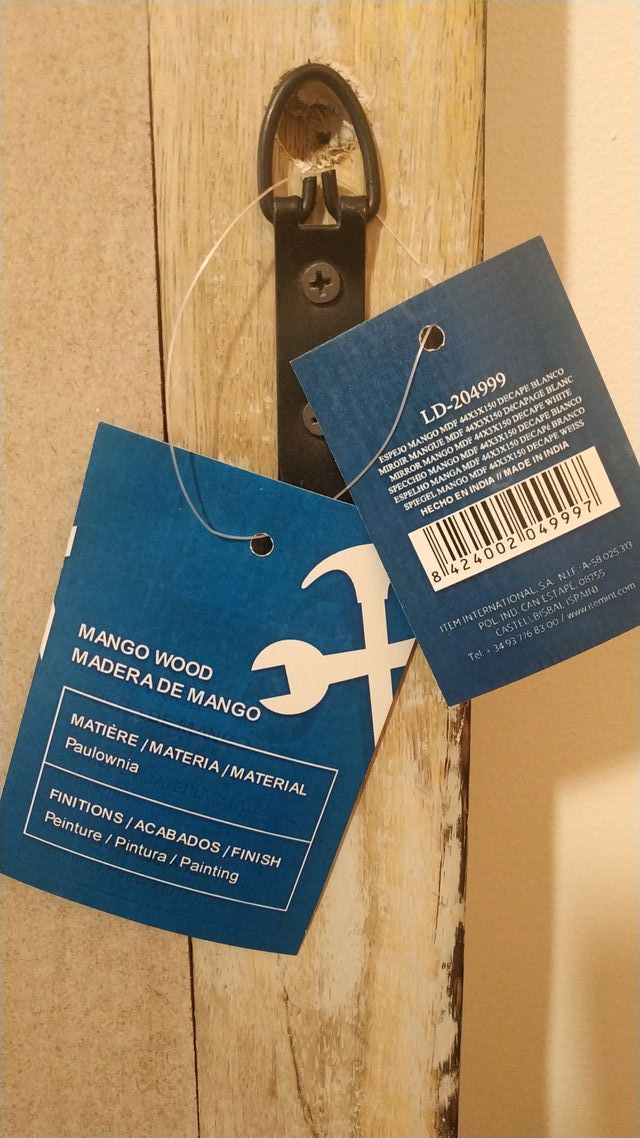 LD-204999
ESPEJO MANGO MDF 44X3X150 DECAPE BLANCO
MIROIR MANGUE MDF 44X3X150 DéCAPAGE BLANC
MIRROR MANGO MDF 44X3X150 DECAPE WHITE
SPECCHIO MANGO MDF 44X3X150 DECAPE BIANCO
ESPELHO MANGA MDF 44X3X150 DECAPé BRANCO
SPIEGEL MANGO MDF 44X3X150 DECAPE WEISS
HECHO EN INDIA // MADE IN INDIA
8 424002 049997
ITEM INTERNATIONAL, S.A. N.I.F.: A-58 025.313
POL. IND. CAN ESTAPÉ. 08755
CASTELLBISBAL (SPAIN)
Tel. + 34 93 776 83 00 / www.itemint.com
MANGO WOOD
MADERA DE MANGO
MATIÈRE / MATERIA / MATERIAL
Paulownia
FINITIONS / ACABADOS / FINISH
Peinture / Pintura / Painting